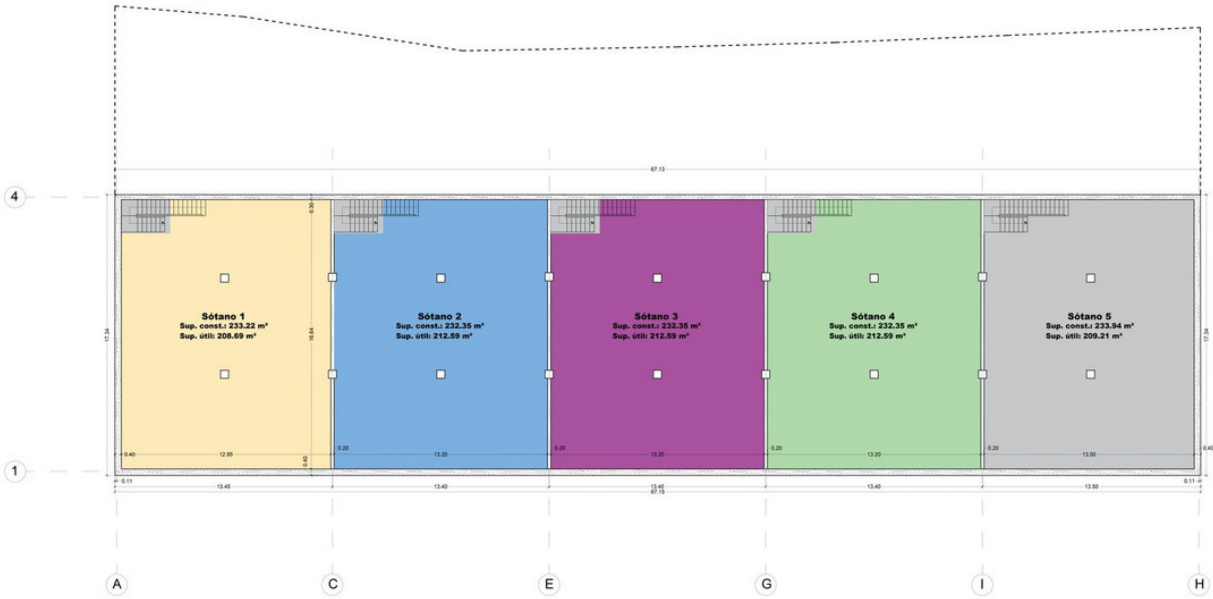 67.13
4
0.30
Sótano 1
Sup. const.: 233.22 m²
Sup. útil: 208.69 m²
Sótano 2
Sup. const.: 232.35 m²
Sup. útil: 212.59 m²
Sótano 3
Sup. const.: 232.35 m²
Sup. útil: 212.59 m²
Sótano 4
Sup. const.: 232.35 m²
Sup. útil: 212.59 m²
Sótano 5
Sup. const.: 233.94 m²
Sup. útil: 209.21 m²
17.34
16.64
17.34
0.20
0.20
0.20
0.20
0.40
12.95
0.40
13.20
13.20
13.20
13.00
0.40
1
0.11
13.45
13.40
13.40
13.40
13.50
0.11
67.15
A
C
E
G
I
H